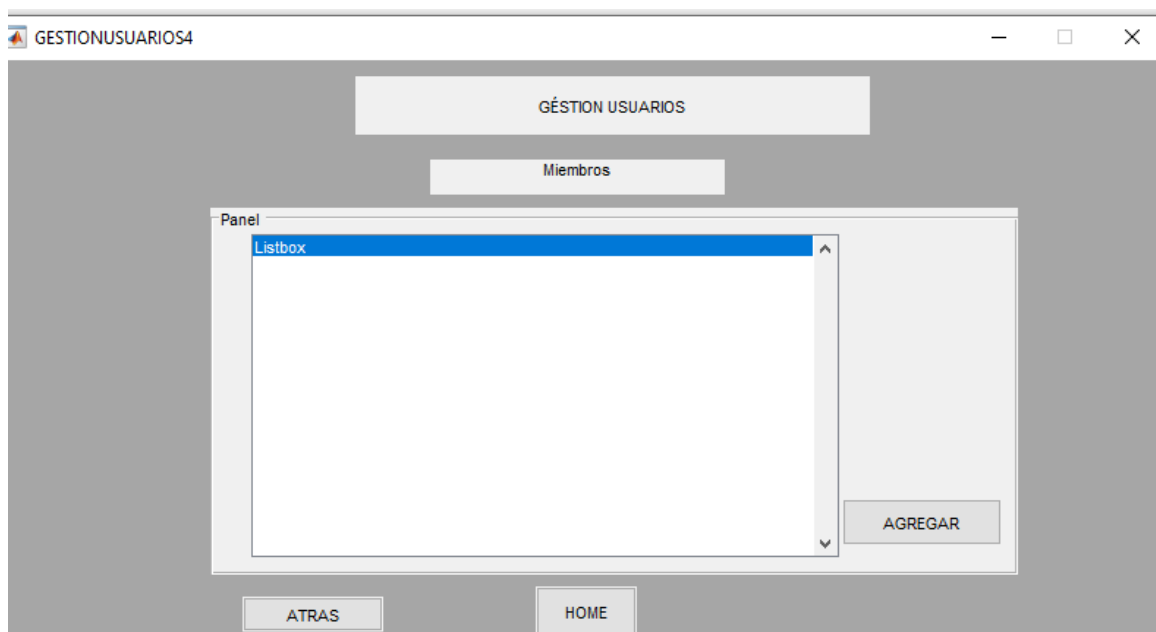 GESTIONUSUARIOS4
GÉSTION USUARIOS
Miembros
Panel
Listbox
AGREGAR
ATRAS
HOME